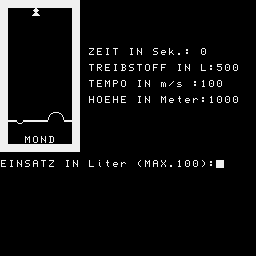 ZEIT IN Sek.: 0
TREIBSTOFF IN L:500
TEMPO IN m/s :100
HOEHE IN Meter:1000
MOND
EINSATZ IN Liter (MAX.100):